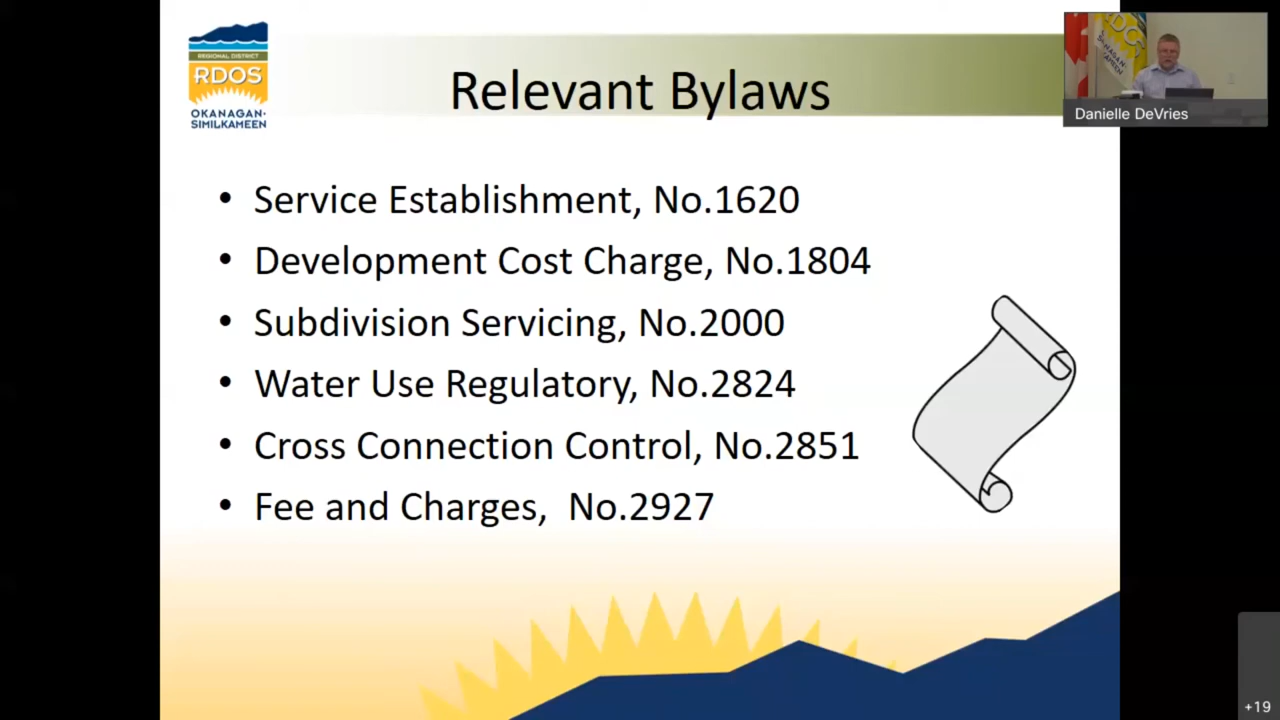 REGIONAL DISTRICT
RDOS
OKANAGAN-
SIMILKAMEEN
Relevant Bylaws
RDOS
Danielle DeVries
• Service Establishment, No.1620
• Development Cost Charge, No.1804
• Subdivision Servicing, No.2000
• Water Use Regulatory, No.2824
• Cross Connection Control, No.2851
• Fee and Charges,  No.2927
+19